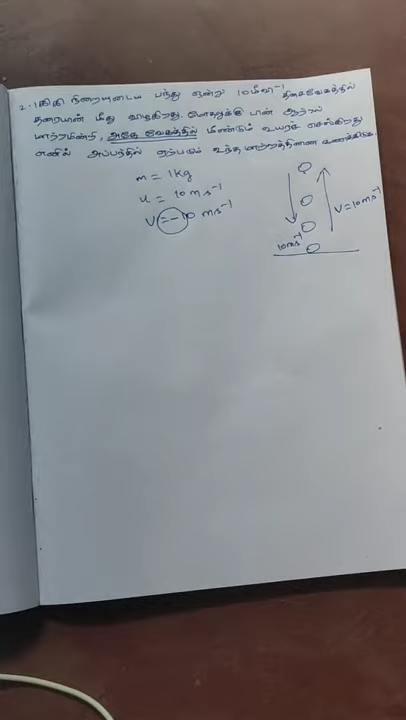 2. 1கிகி நிறையுடைய பந்து ஒன்று 10மீவி⁻¹ திசைவேகத்தில்
தரையின் மீது விழுகிறது. மோதலுக்கு பின் ஆற்றல்
மாற்றமின்றி, அதே வேகத்தில் மீண்டும் உயரச் செல்கிறது
எனில் அப்பந்தில் ஏற்படும் உந்த மாற்றத்தினை கணக்கிடுக.
m = 1kg
u = 10 ms⁻¹
V = -10 ms⁻¹
V=10ms⁻¹
10ms⁻¹